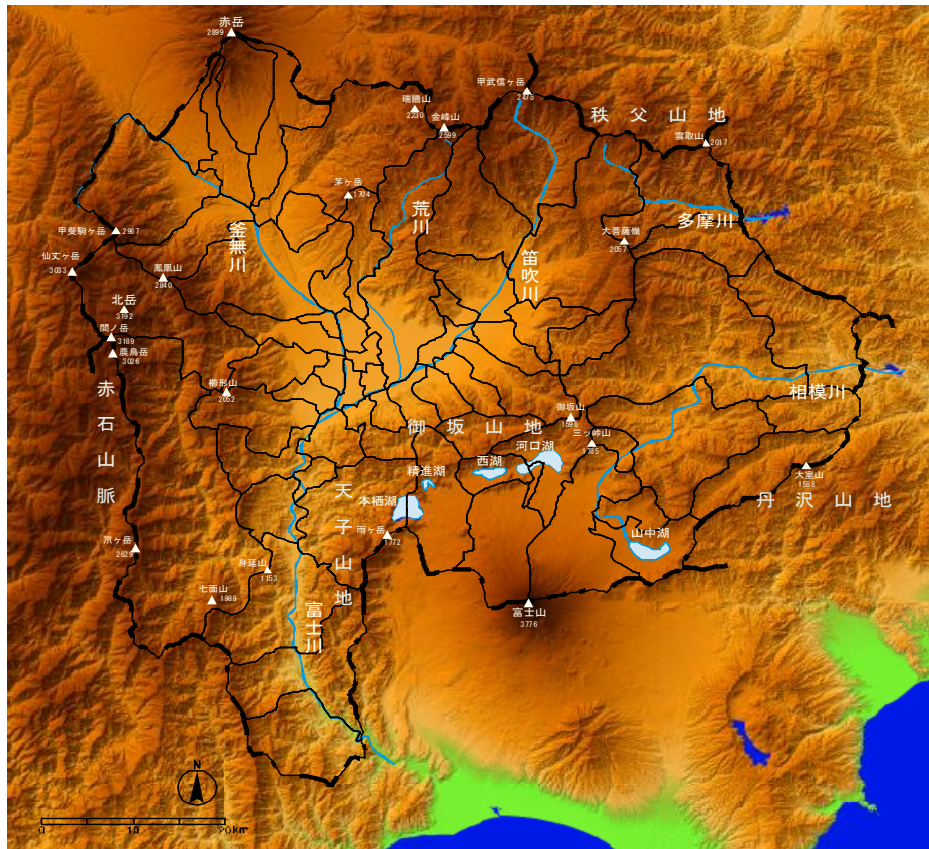 赤岳
2899
甲武信ヶ岳
2475
瑞牆山
2230
金峰山
2599
秩父山地
雲取山
2017
茅ヶ岳
1704
荒川
多摩川
甲斐駒ヶ岳
2967
釜無川
大菩薩嶺
2057
仙丈ヶ岳
3033
鳳凰山
2840
笛吹川
北岳
3192
間ノ岳
3189
農鳥岳
3026
赤石山脈
櫛形山
2052
相模川
御坂山
1596
御坂山地
三ッ峠山
1785
河口湖
西湖
精進湖
大室山
1588
丹沢山地
天子山地
本栖湖
雨ヶ岳
1772
山中湖
笊ヶ岳
2629
身延山
1153
七面山
1989
富士川
富士山
3776
N
0 10 20km